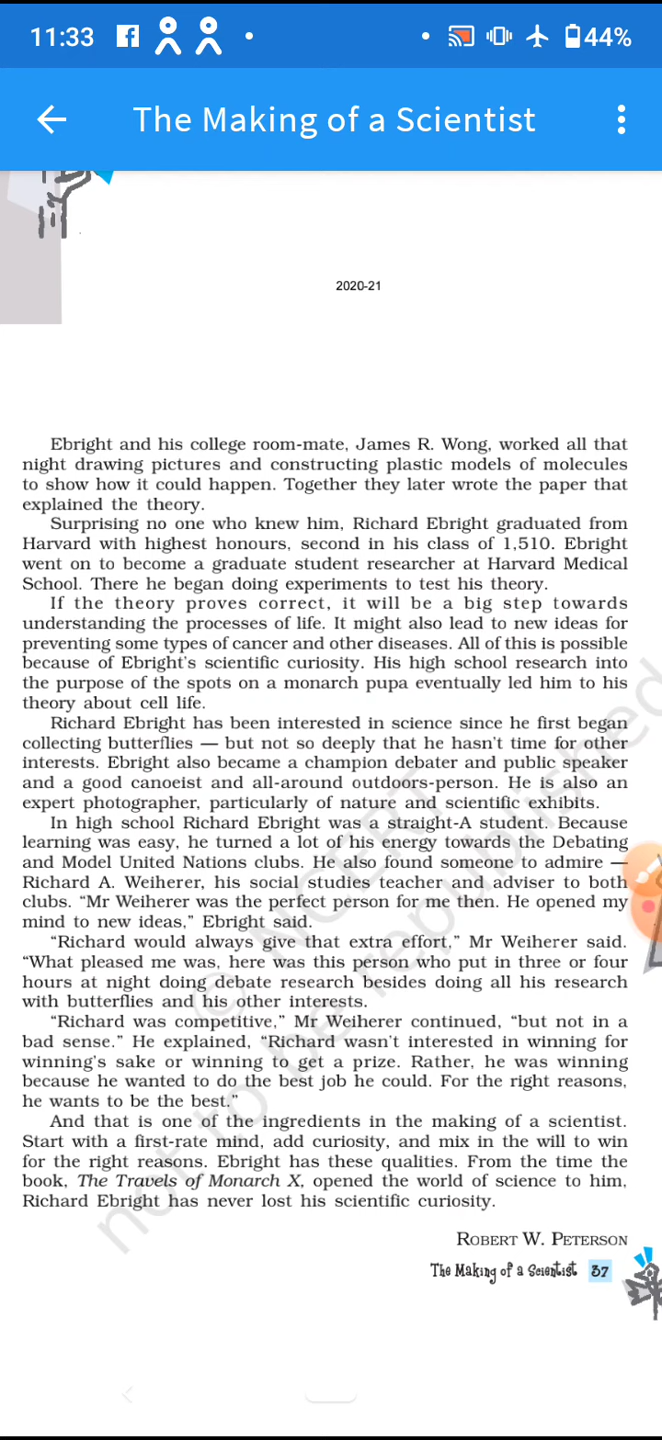 11:33
44%
The Making of a Scientist
2020-21
Ebright and his college room-mate, James R. Wong, worked all that
night drawing pictures and constructing plastic models of molecules
to show how it could happen. Together they later wrote the paper that
explained the theory.
Surprising no one who knew him, Richard Ebright graduated from
Harvard with highest honours, second in his class of 1,510. Ebright
went on to become a graduate student researcher at Harvard Medical
School. There he began doing experiments to test his theory.
If the theory proves correct, it will be a big step towards
understanding the processes of life. It might also lead to new ideas for
preventing some types of cancer and other diseases. All of this is possible
because of Ebright's scientific curiosity. His high school research into
the purpose of the spots on a monarch pupa eventually led him to his
theory about cell life.
Richard Ebright has been interested in science since he first began
collecting butterflies — but not so deeply that he hasn't time for other
interests. Ebright also became a champion debater and public speaker
and a good canoeist and all-around outdoors-person. He is also an
expert photographer, particularly of nature and scientific exhibits.
In high school Richard Ebright was a straight-A student. Because
learning was easy, he turned a lot of his energy towards the Debating
and Model United Nations clubs. He also found someone to admire —
Richard A. Weiherer, his social studies teacher and adviser to both
clubs. “Mr Weiherer was the perfect person for me then. He opened my
mind to new ideas,” Ebright said.
“Richard would always give that extra effort,” Mr Weiherer said.
“What pleased me was, here was this person who put in three or four
hours at night doing debate research besides doing all his research
with butterflies and his other interests.
“Richard was competitive,” Mr Weiherer continued, “but not in a
bad sense.” He explained, “Richard wasn't interested in winning for
winning's sake or winning to get a prize. Rather, he was winning
because he wanted to do the best job he could. For the right reasons,
he wants to be the best.”
And that is one of the ingredients in the making of a scientist.
Start with a first-rate mind, add curiosity, and mix in the will to win
for the right reasons. Ebright has these qualities. From the time the
book, The Travels of Monarch X, opened the world of science to him,
Richard Ebright has never lost his scientific curiosity.
ROBERT W. PETERSON
The Making of a Scientist 37
© NCERT
not to be republished